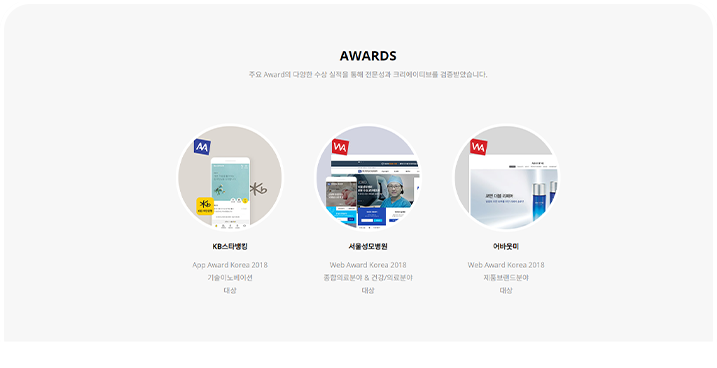 AWARDS
주요 Award의 다양한 수상 실적을 통해 전문성과 크리에이티브를 검증받았습니다.
KB스타뱅킹
App Award Korea 2018
기술이노베이션
대상
서울성모병원
Web Award Korea 2018
종합의료분야 & 건강/의료분야
대상
어바웃미
Web Award Korea 2018
제품브랜드분야
대상